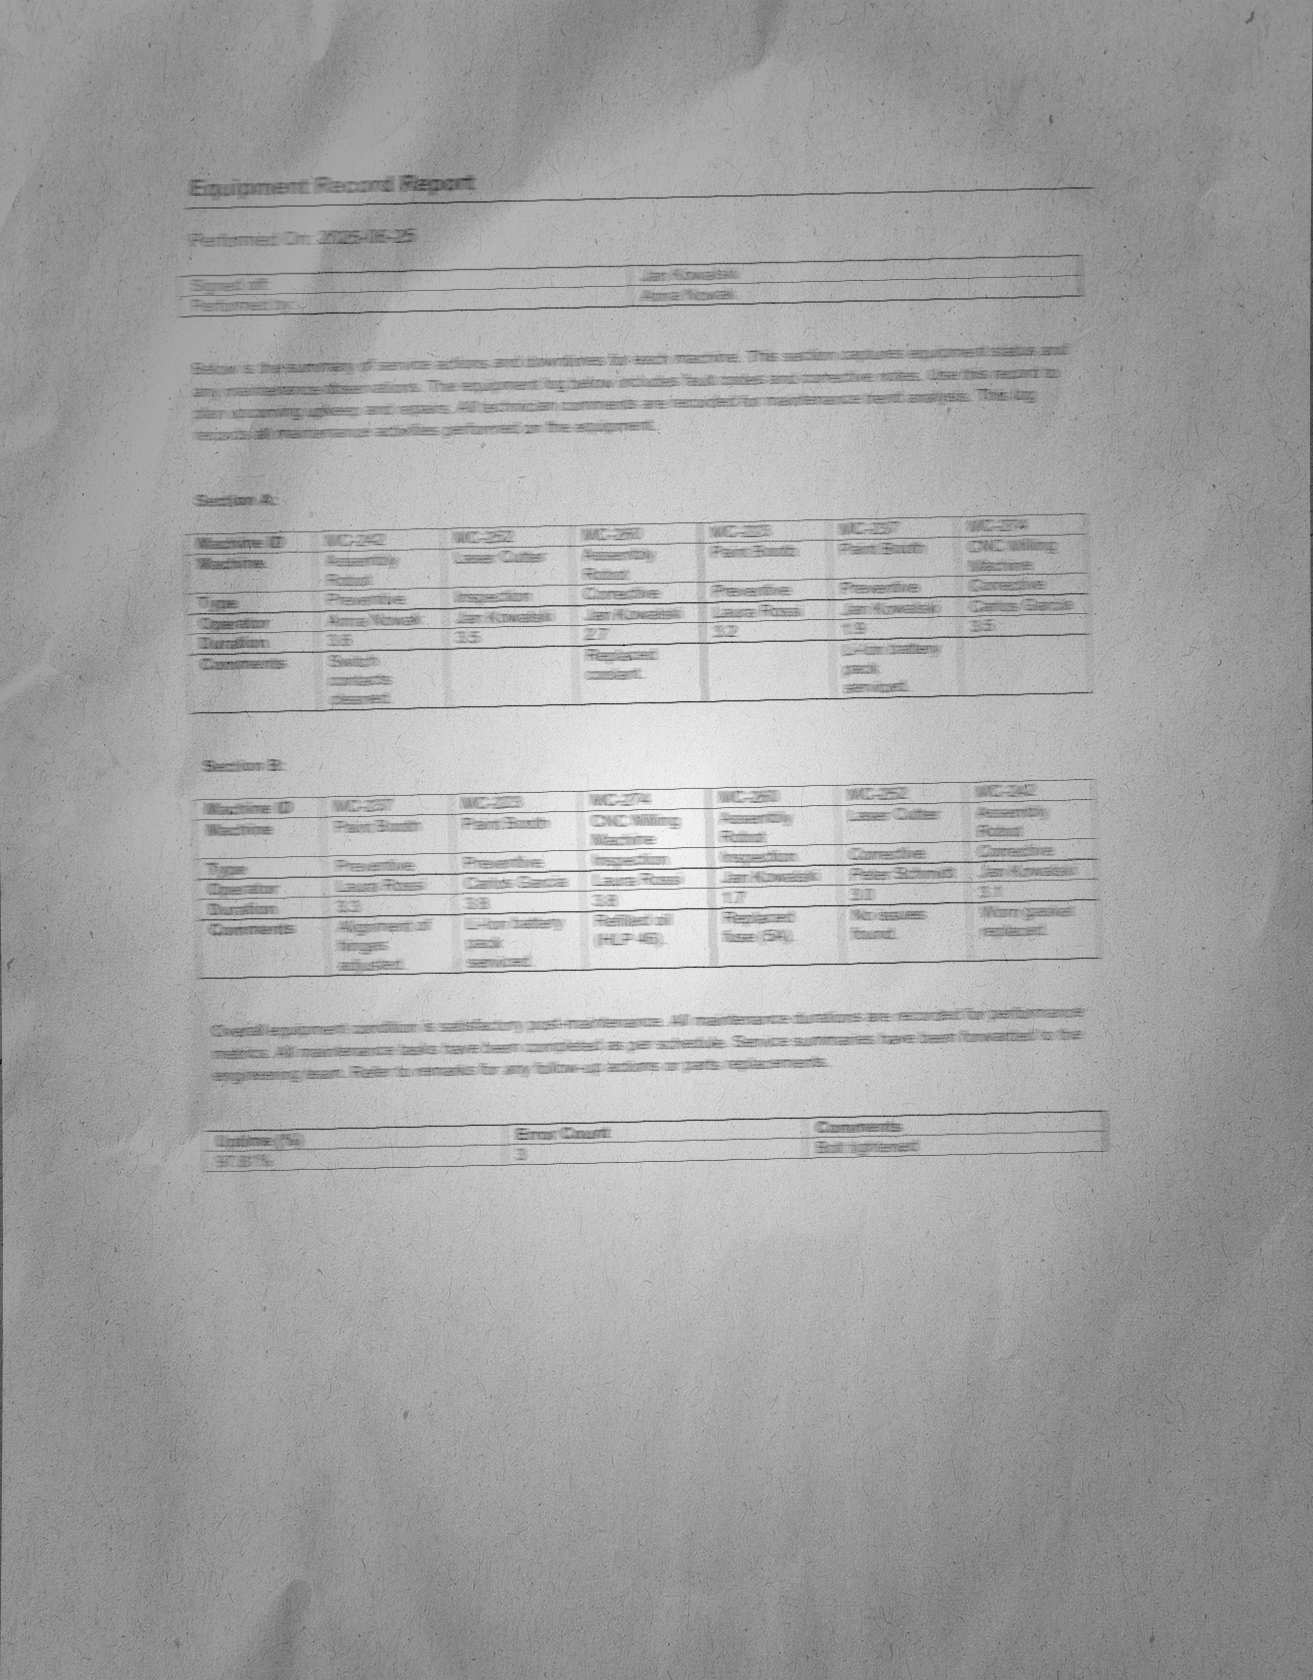 Equipment Record Report
Performed On: 2025-06-25
Signed off: Jan Kowalski
Performed by: Anna Nowak
Below is the summary of service actions and downtimes for each machine. This section captures equipment status and
any maintenance observations. The equipment log below includes fault codes and corrective notes. Use this report to
plan upcoming upkeep and repairs. All technician comments are recorded for maintenance trend analysis. This log
records all maintenance activities performed on the equipment.
Section A:
Machine ID WC-242 WC-252 WC-260 WC-223 WC-237 WC-274
Machine Assembly Robot Laser Cutter Assembly Robot Paint Booth Paint Booth CNC Milling Machine
Type Preventive Inspection Corrective Preventive Preventive Corrective
Operator Anna Nowak Jan Kowalski Jan Kowalski Laura Rossi Jan Kowalski Carlos Garcia
Duration 3.5 2.7 3.2 1.9
Comments Switch contacts cleaned. Replaced coolant. Li-ion battery pack serviced.
Section B:
Machine ID WC-237 WC-223 WC-274 WC-260 WC-252 WC-242
Machine Paint Booth Paint Booth CNC Milling Machine Assembly Robot Laser Cutter Assembly Robot
Type Preventive Preventive Inspection Inspection Corrective Corrective
Operator Laura Rossi Carlos Garcia Laura Rossi Jan Kowalski Peter Schmidt Jan Kowalski
Duration 3.3 1.7 3.0 3.1
Comments Alignment of hinges adjusted. Li-ion battery pack serviced. Refilled oil (HLP 46). Replaced fuse (5A). No issues found. Worn gasket replaced.
Overall equipment condition is satisfactory post-maintenance. All maintenance durations are recorded for performance
metrics. All maintenance tasks have been completed as per schedule. Service summaries have been forwarded to the
engineering team. Refer to remarks for any follow-up actions or parts replacements.
Uptime (%) Error Count Comments
3 Bolt tightened